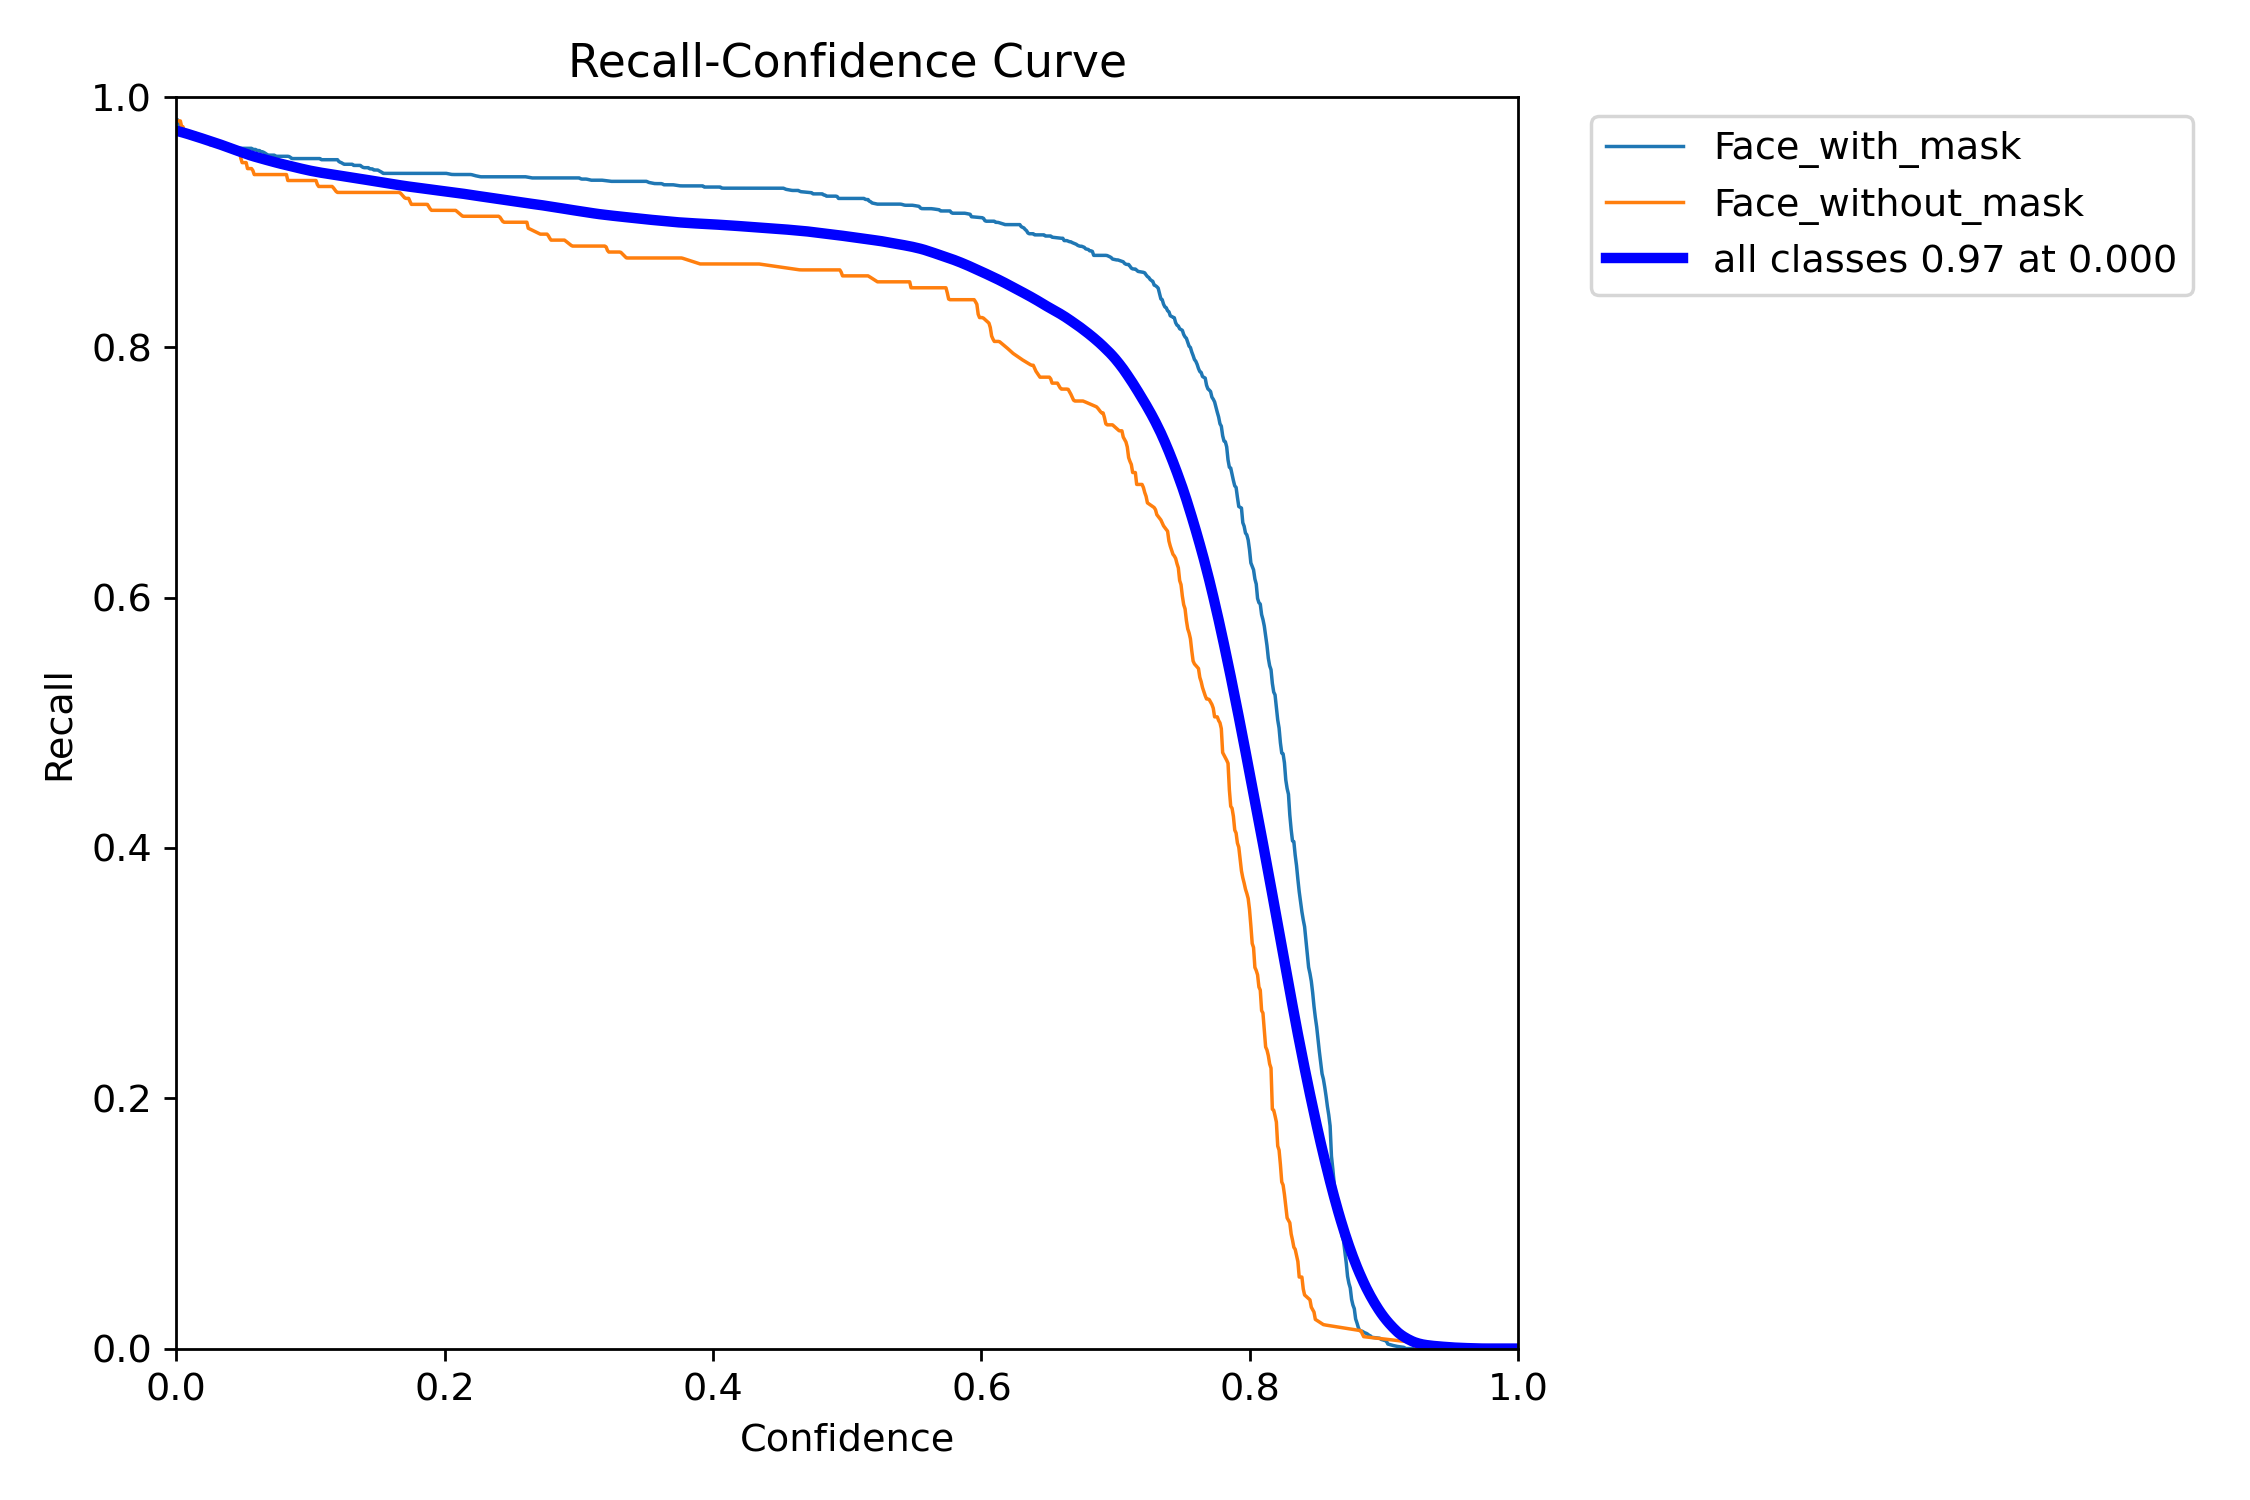 Recall-Confidence Curve
1.0
0.8
0.6
0.4
0.2
0.0
Recall
0.0 0.2 0.4 0.6 0.8 1.0
Confidence
Face_with_mask
Face_without_mask
all classes 0.97 at 0.000